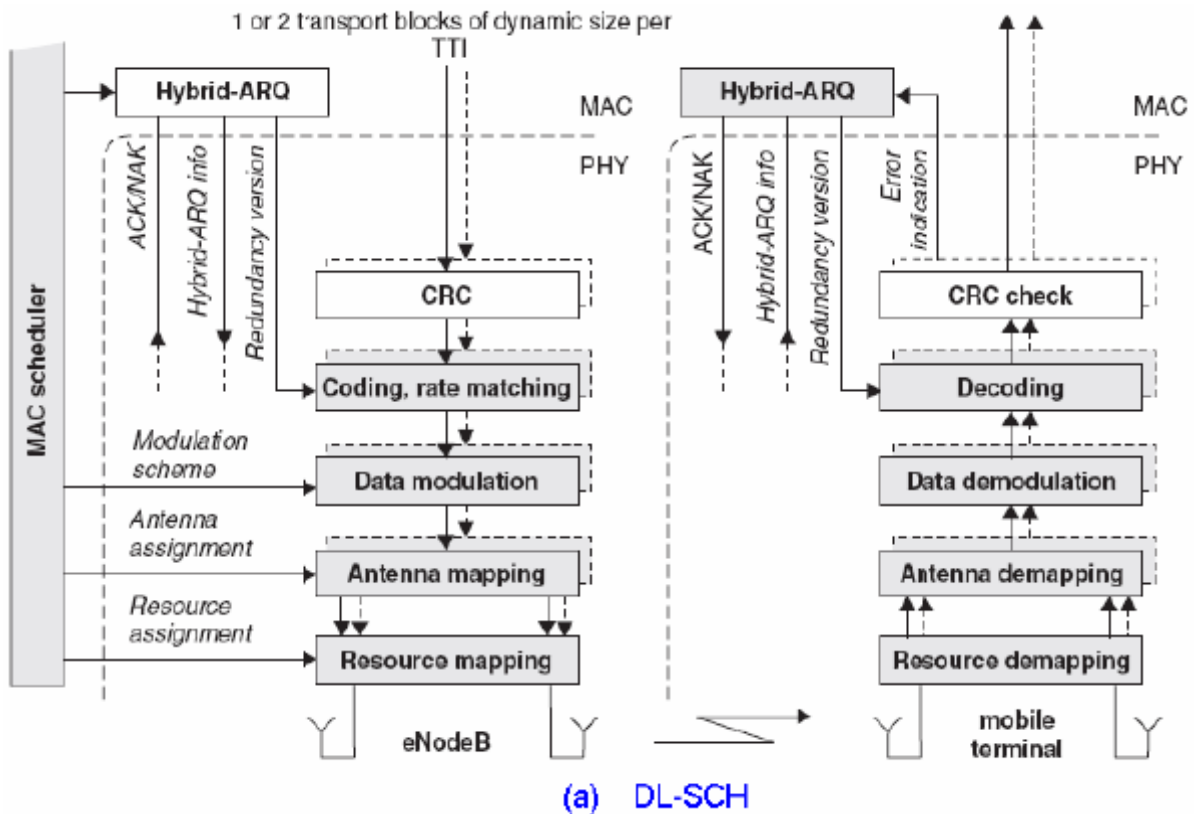 1 or 2 transport blocks of dynamic size per
TTI
Hybrid-ARQ
MAC
PHY
ACK/NAK
Hybrid-ARQ info
Redundancy version
MAC scheduler
CRC
Coding, rate matching
Modulation
scheme
Data modulation
Antenna
assignment
Antenna mapping
Resource
assignment
Resource mapping
eNodeB
Hybrid-ARQ
MAC
PHY
ACK/NAK
Hybrid-ARQ info
Redundancy version
Error
indication
CRC check
Decoding
Data demodulation
Antenna demapping
Resource demapping
mobile
terminal
(a) DL-SCH